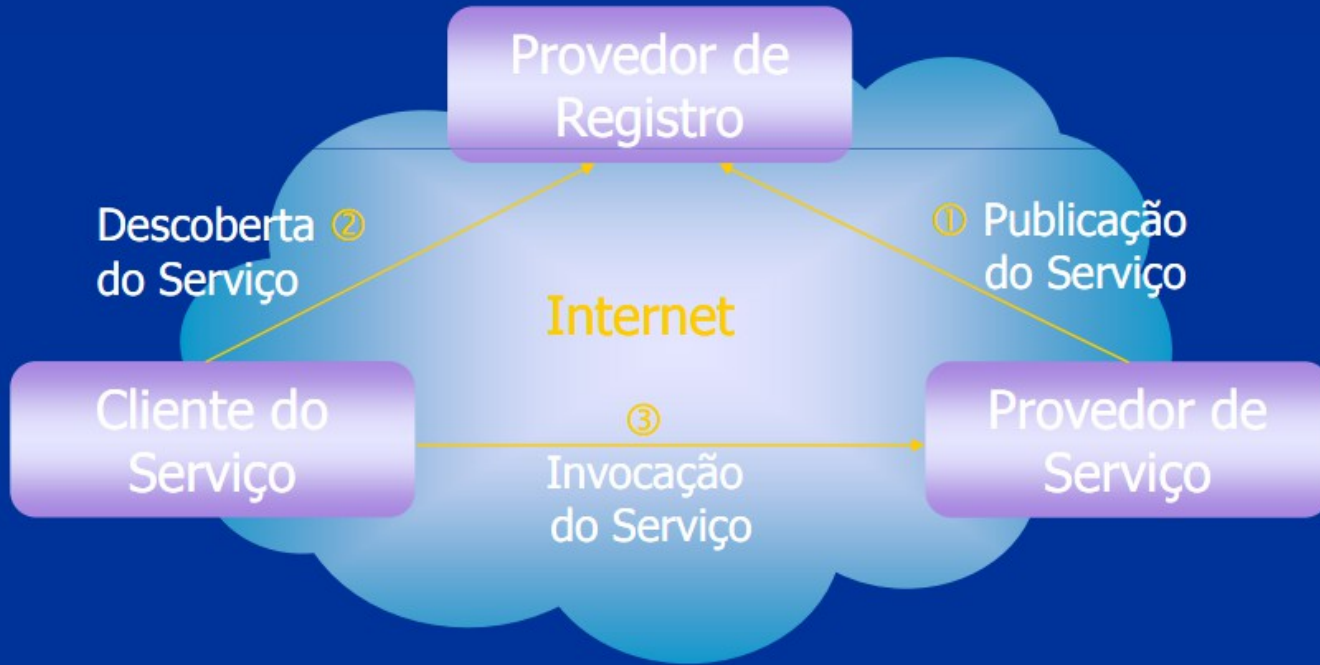 Provedor de
Registro
Descoberta ②
do Serviço
① Publicação
do Serviço
Internet
Cliente do
Serviço
③
Invocação
do Serviço
Provedor de
Serviço